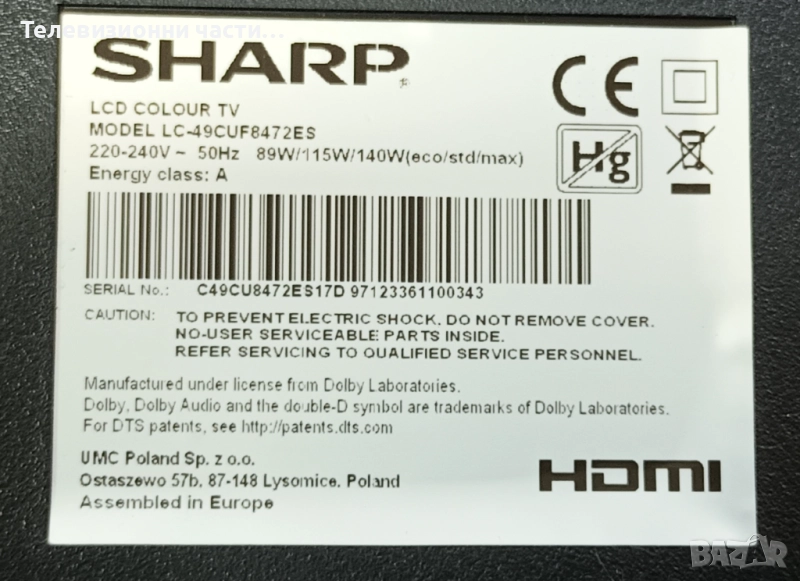 Телевизионни части...
SHARP
LCD COLOUR TV
MODEL LC-49CUF8472ES
220-240V ~ 50Hz 89W/115W/140W(eco/std/max)
Energy class: A
CE
Hg
SERIAL No.: C49CU8472ES17D 97123361100343
CAUTION: TO PREVENT ELECTRIC SHOCK, DO NOT REMOVE COVER.
NO-USER SERVICEABLE PARTS INSIDE.
REFER SERVICING TO QUALIFIED SERVICE PERSONNEL.
Manufactured under license from Dolby Laboratories.
Dolby, Dolby Audio and the double-D symbol are trademarks of Dolby Laboratories.
For DTS patents, see http://patents.dts.com
UMC Poland Sp. z o.o.
Ostaszewo 57b, 87-148 Lysomice, Poland
Assembled in Europe
HDMI
BAZAR